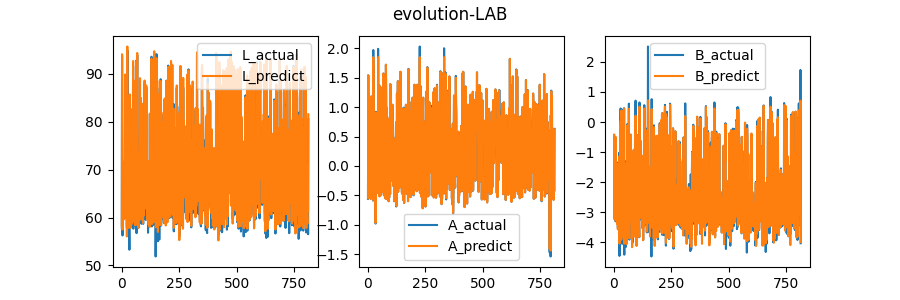 evolution-LAB
L_actual
L_predict
90
80
70
60
50
0 250 500 750
A_actual
A_predict
2.0
1.5
1.0
0.5
0.0
−0.5
−1.0
−1.5
0 250 500 750
B_actual
B_predict
2
1
0
−1
−2
−3
−4
0 250 500 750